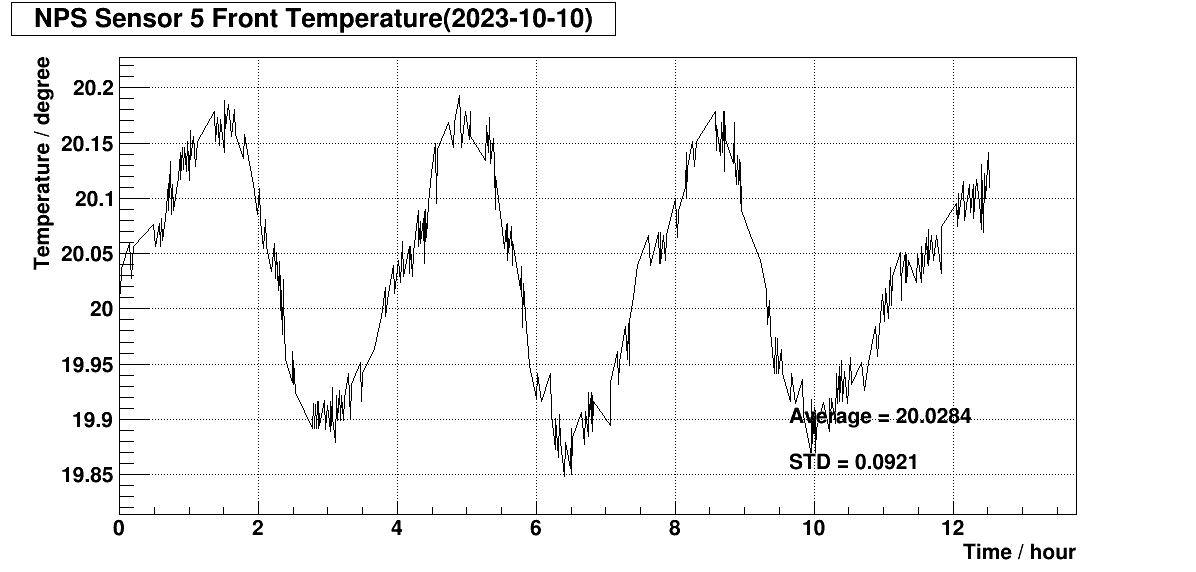 NPS Sensor 5 Front Temperature(2023-10-10)
Temperature / degree
20.2
20.15
20.1
20.05
20
19.95
19.9
19.85
Average = 20.0284
STD = 0.0921
0 2 4 6 8 10 12
Time / hour